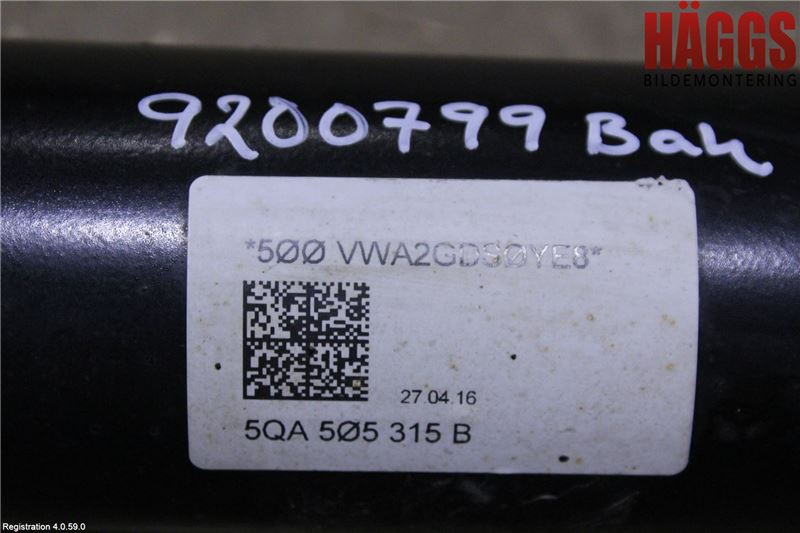 HÄGGS
BILDEMONTERING
9200799 Bak
*5ØØ VWA2GDSØYE8*
27.04.16
5QA 5Ø5 315 B
Registration 4.0.59.0